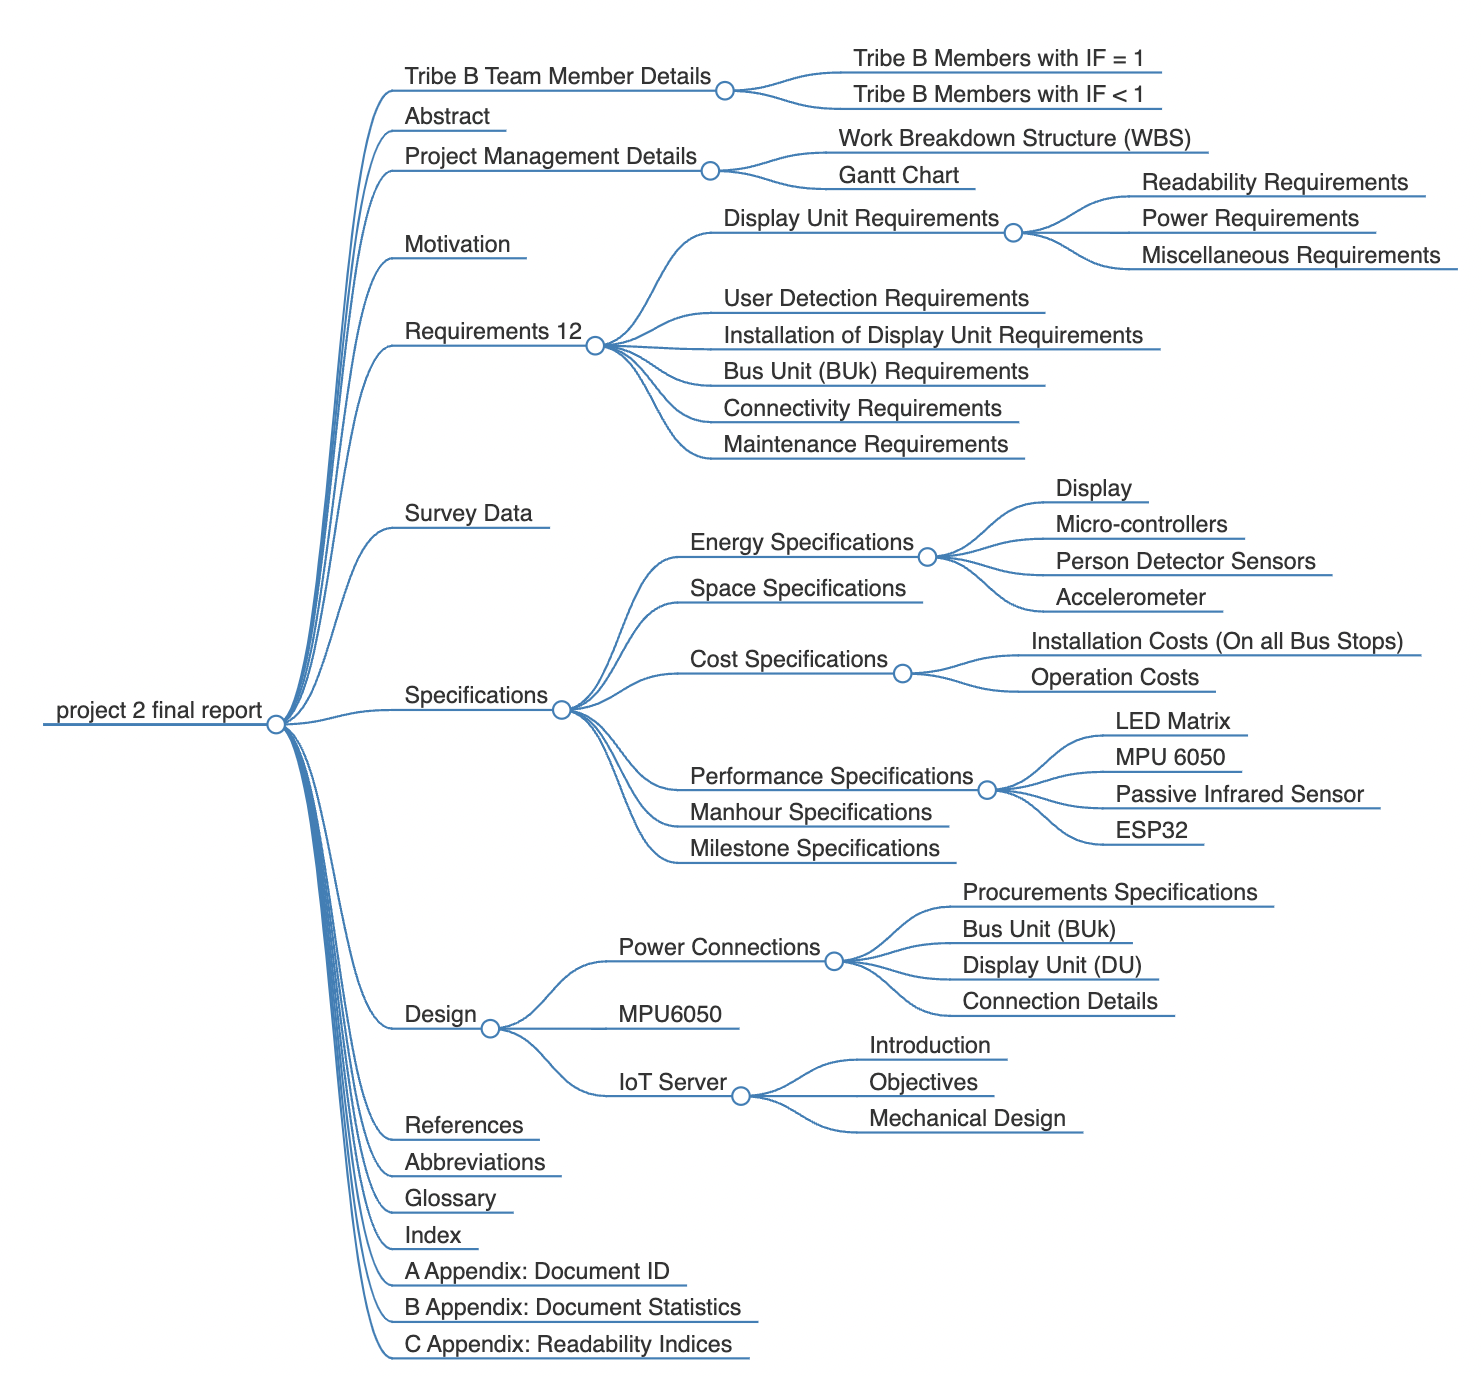 project 2 final report
Tribe B Team Member Details
Tribe B Members with IF = 1
Tribe B Members with IF < 1
Abstract
Project Management Details
Work Breakdown Structure (WBS)
Gantt Chart
Motivation
Requirements 12
Display Unit Requirements
Readability Requirements
Power Requirements
Miscellaneous Requirements
User Detection Requirements
Installation of Display Unit Requirements
Bus Unit (BUk) Requirements
Connectivity Requirements
Maintenance Requirements
Survey Data
Specifications
Energy Specifications
Display
Micro-controllers
Person Detector Sensors
Accelerometer
Space Specifications
Cost Specifications
Installation Costs (On all Bus Stops)
Operation Costs
Performance Specifications
LED Matrix
MPU 6050
Passive Infrared Sensor
ESP32
Manhour Specifications
Milestone Specifications
Design
Power Connections
Procurements Specifications
Bus Unit (BUk)
Display Unit (DU)
Connection Details
MPU6050
IoT Server
Introduction
Objectives
Mechanical Design
References
Abbreviations
Glossary
Index
A Appendix: Document ID
B Appendix: Document Statistics
C Appendix: Readability Indices